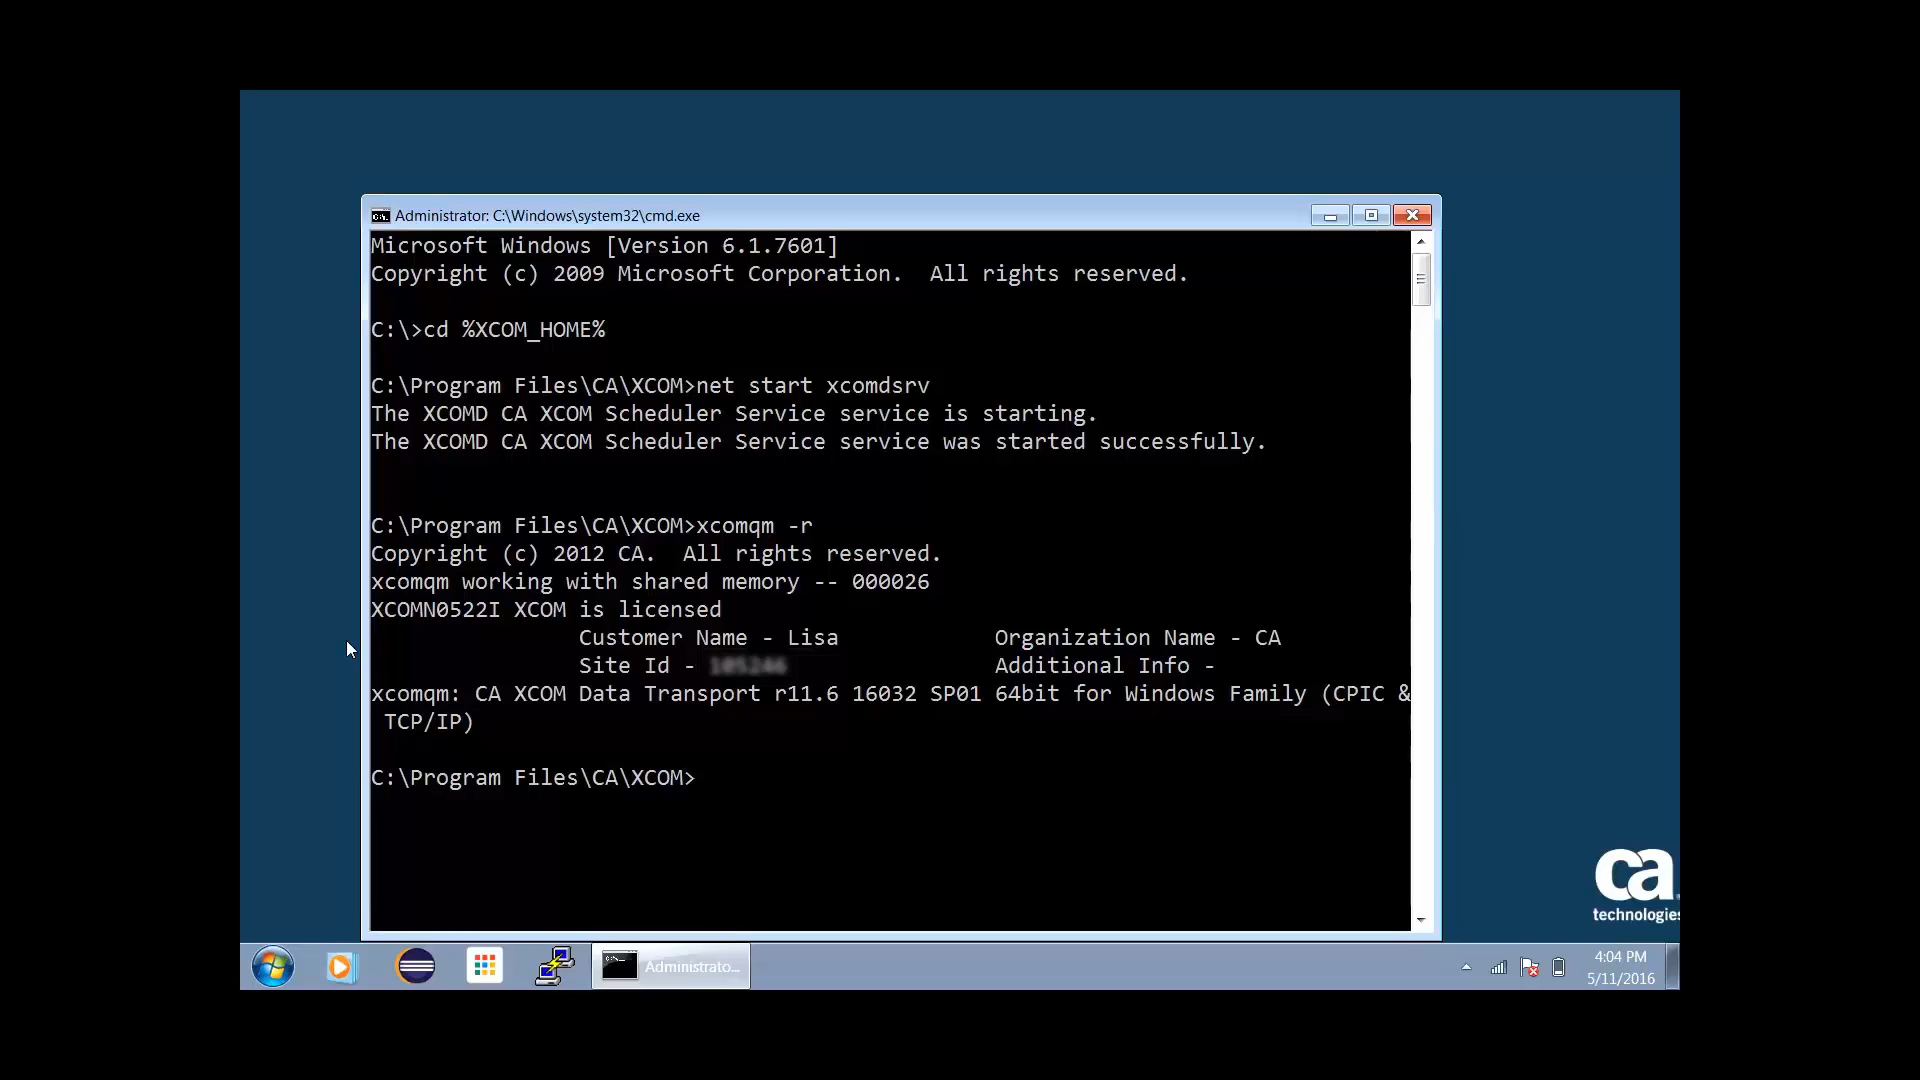 Administrator: C:\Windows\system32\cmd.exe
Microsoft Windows [Version 6.1.7601]
Copyright (c) 2009 Microsoft Corporation.  All rights reserved.
C:\>cd %XCOM_HOME%
C:\Program Files\CA\XCOM>net start xcomdsrv
The XCOMD CA XCOM Scheduler Service service is starting.
The XCOMD CA XCOM Scheduler Service service was started successfully.
C:\Program Files\CA\XCOM>xcomqm -r
Copyright (c) 2012 CA.  All rights reserved.
xcomqm working with shared memory -- 000026
XCOMN0522I XCOM is licensed
Customer Name - Lisa            Organization Name - CA
Site Id -            Additional Info -
xcomqm: CA XCOM Data Transport r11.6 16032 SP01 64bit for Windows Family (CPIC &
TCP/IP)
C:\Program Files\CA\XCOM>
ca
technologies
Administrato...
4:04 PM
5/11/2016